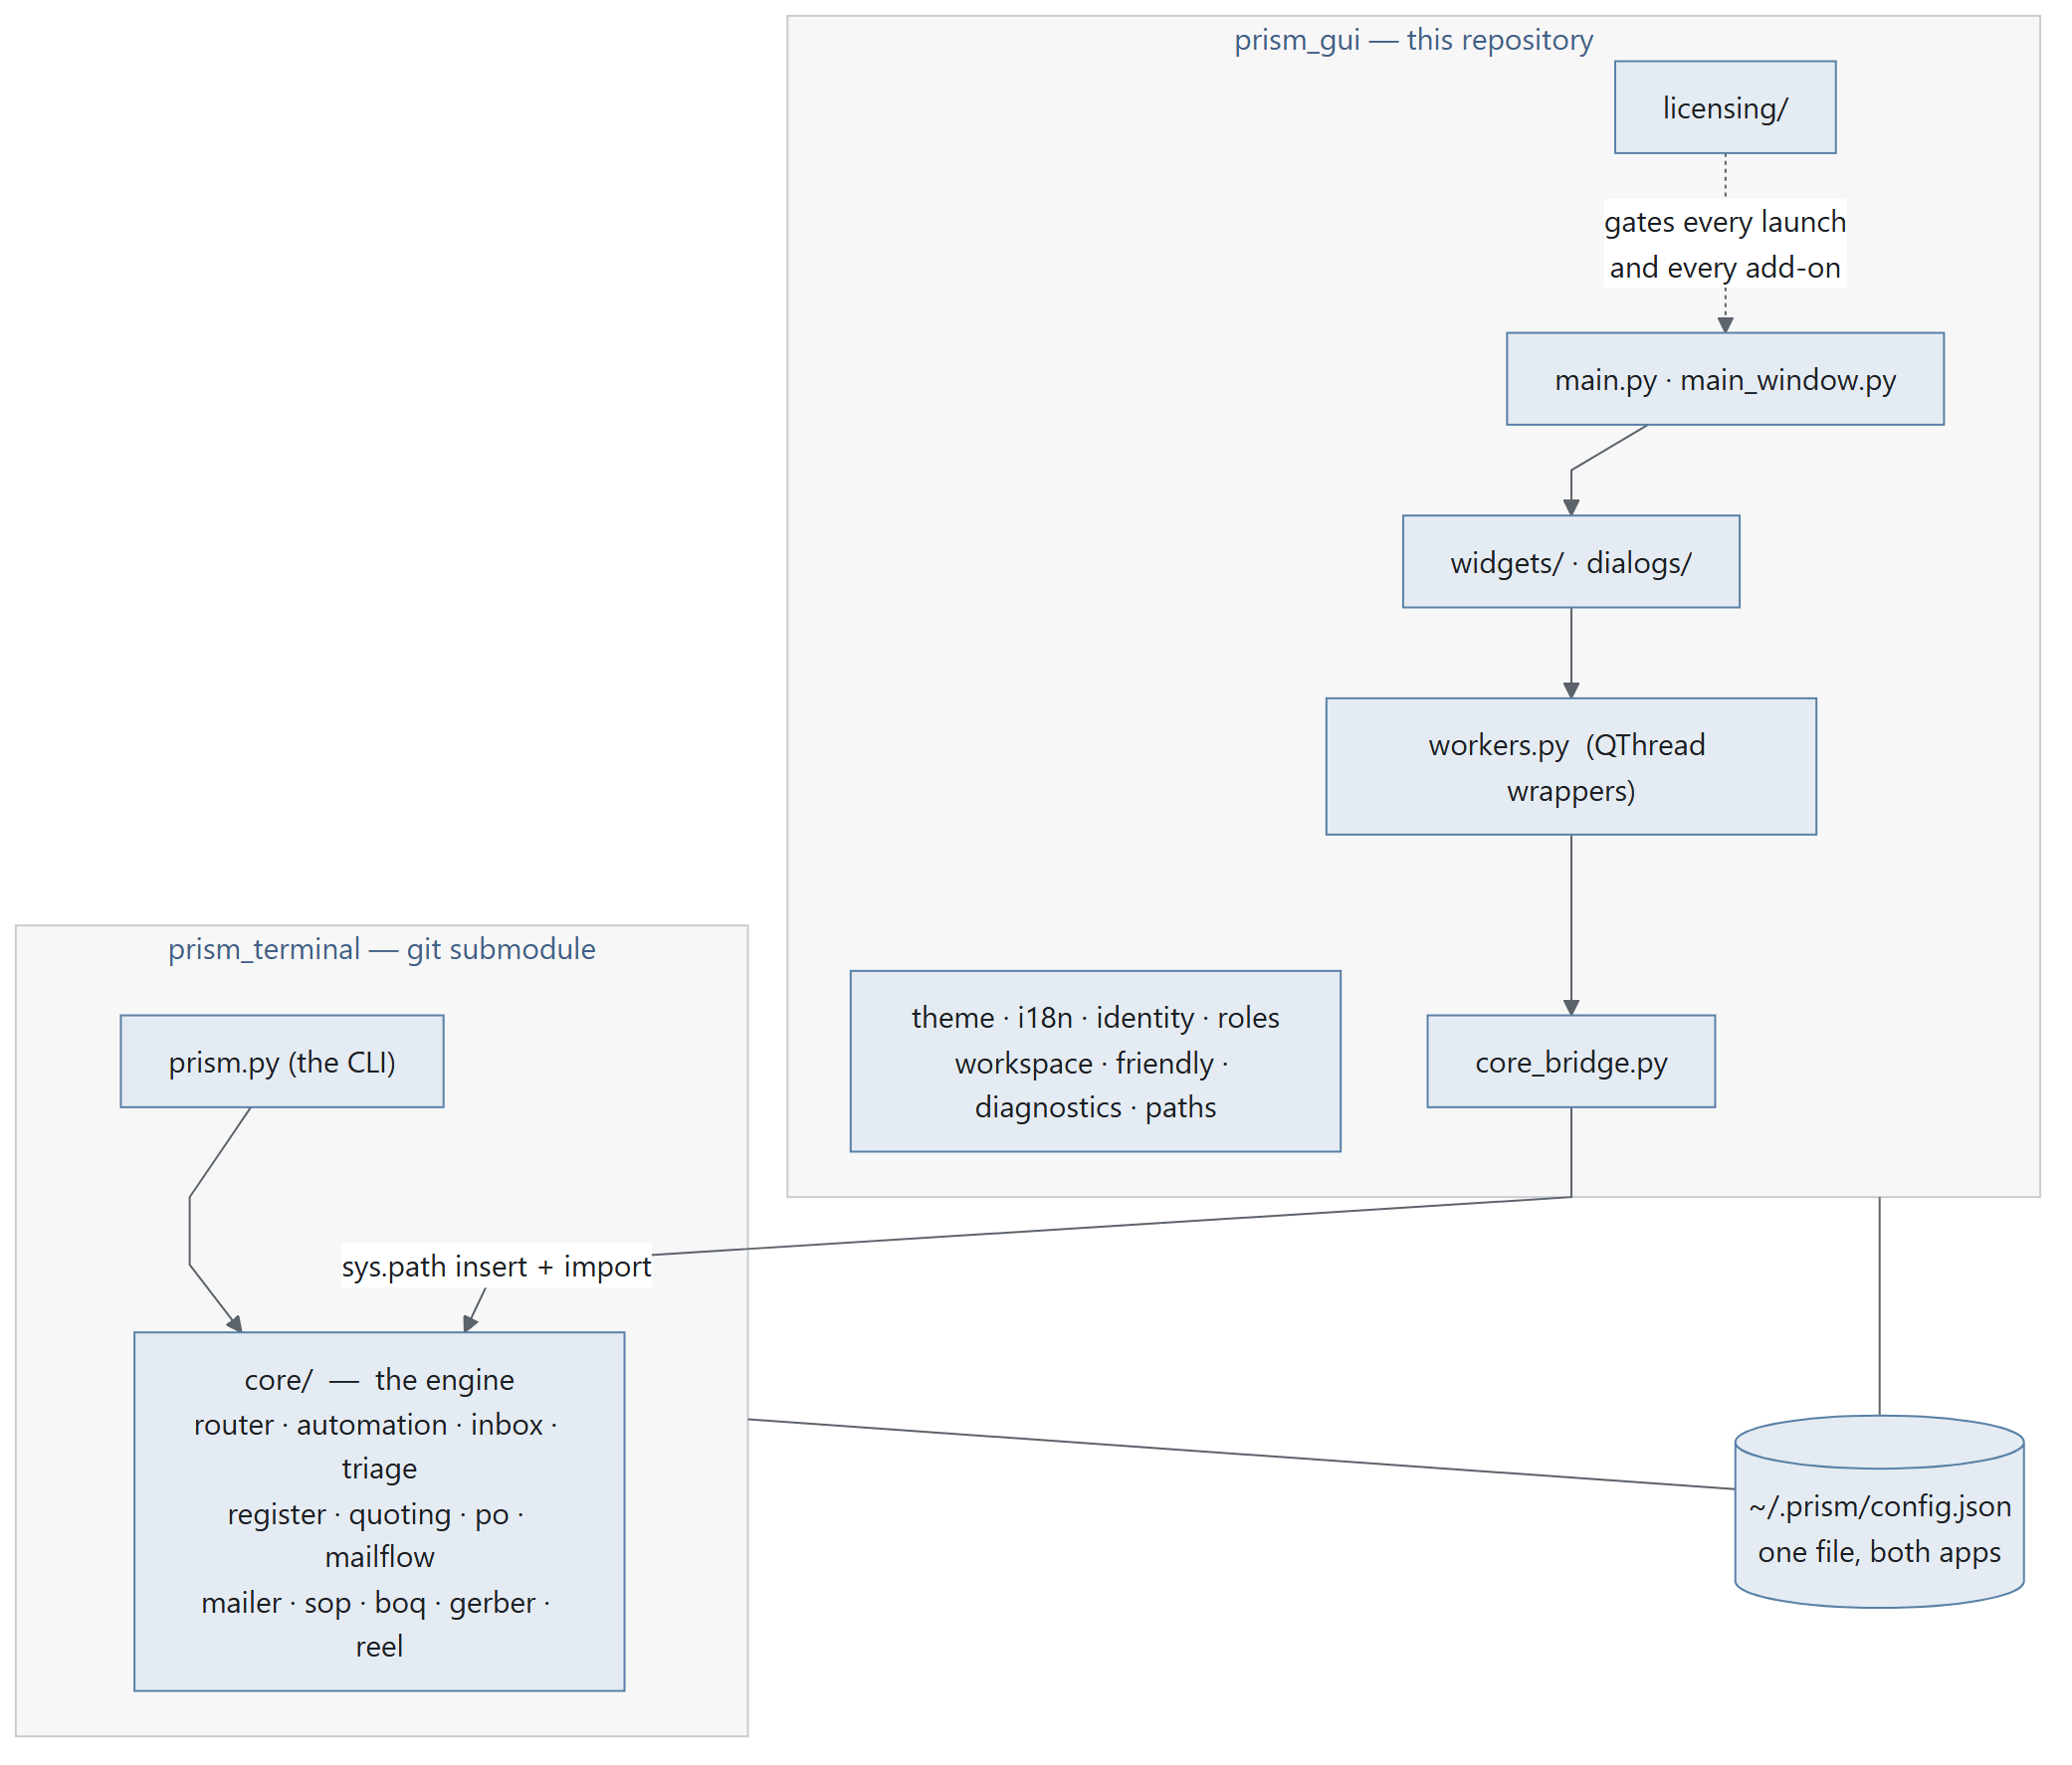 prism_gui — this repository
licensing/
gates every launch
and every add-on
main.py · main_window.py
widgets/ · dialogs/
workers.py  (QThread
wrappers)
theme · i18n · identity · roles
workspace · friendly ·
diagnostics · paths
core_bridge.py
prism_terminal — git submodule
prism.py (the CLI)
sys.path insert + import
core/  —  the engine
router · automation · inbox ·
triage
register · quoting · po ·
mailflow
mailer · sop · boq · gerber ·
reel
~/.prism/config.json
one file, both apps